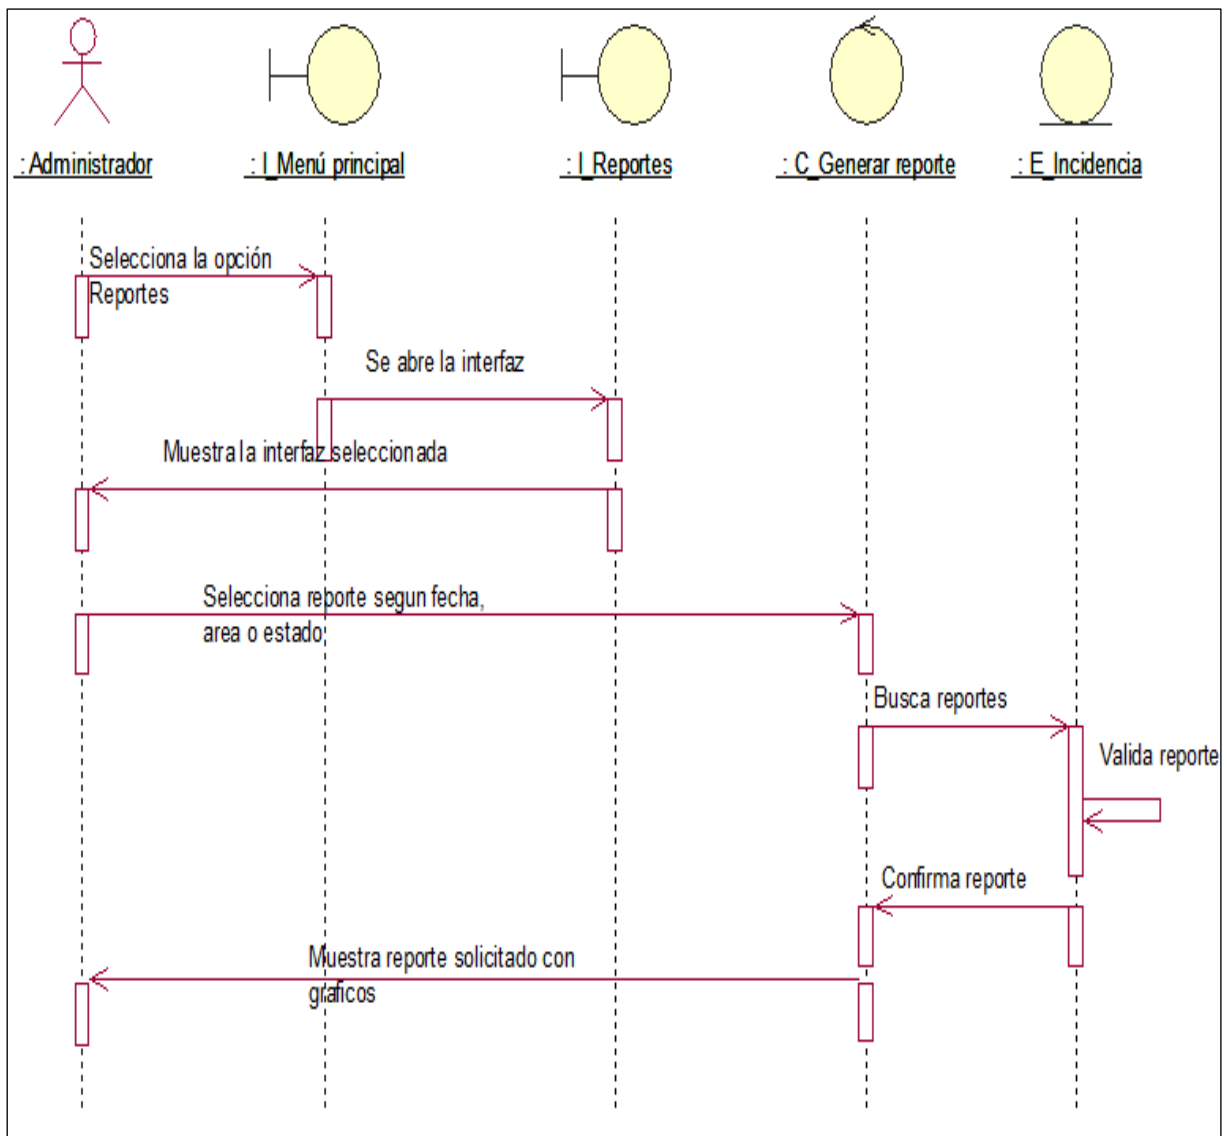 : Administrador
: I_Menú principal
: I_Reportes
: C_Generar reporte
: E_Incidencia
Selecciona la opción
Reportes
Se abre la interfaz
Muestra la interfaz seleccionada
Selecciona reporte segun fecha,
area o estado
Busca reportes
Valida reporte
Confirma reporte
Muestra reporte solicitado con
graficos